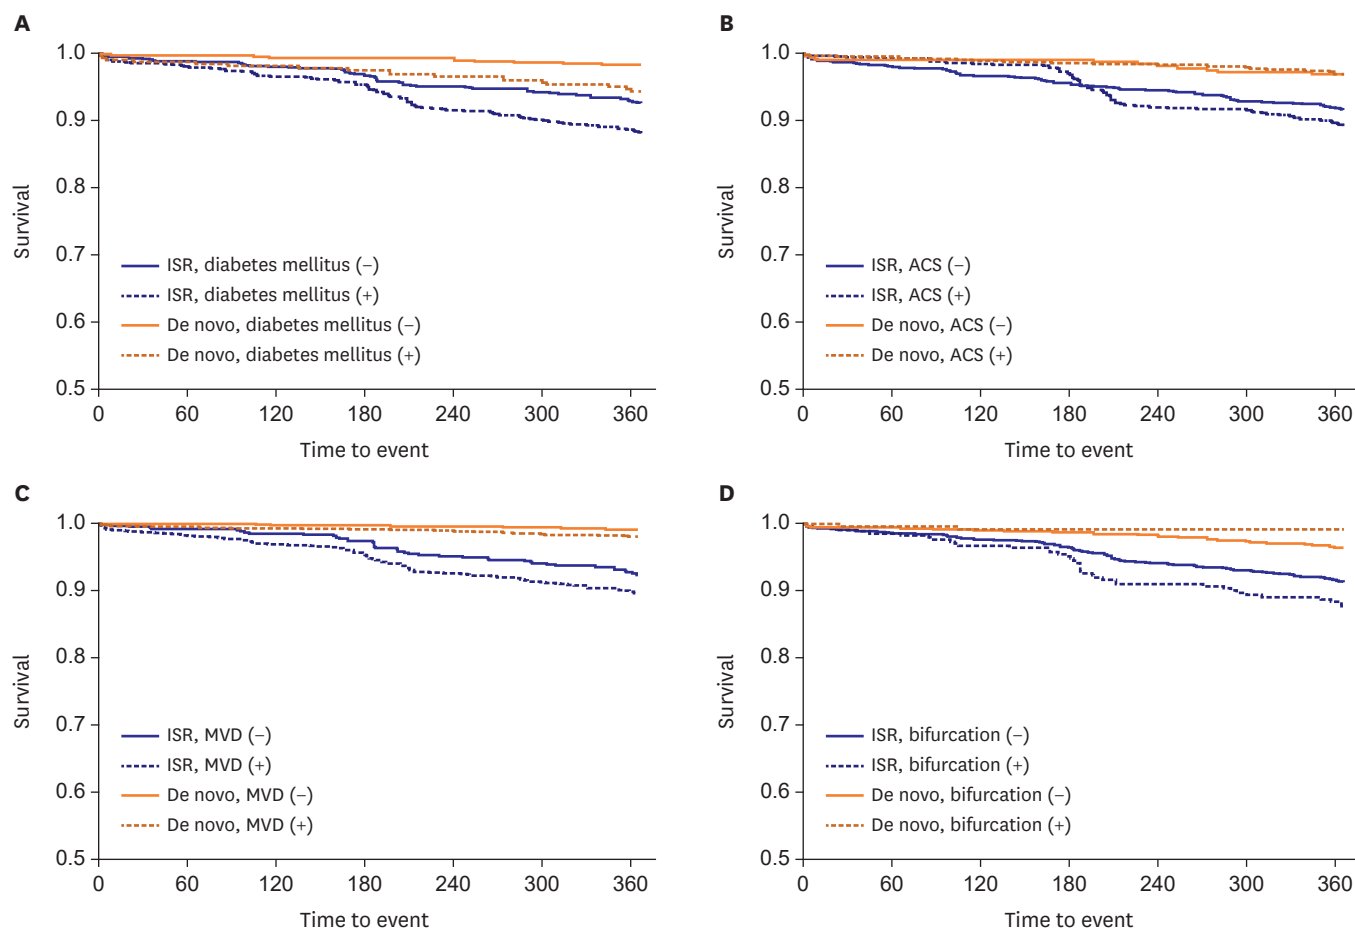 A
1.0
0.9
0.8
0.7
0.6
0.5
Survival
ISR, diabetes mellitus (−)
ISR, diabetes mellitus (+)
De novo, diabetes mellitus (−)
De novo, diabetes mellitus (+)
0 60 120 180 240 300 360
Time to event
B
1.0
0.9
0.8
0.7
0.6
0.5
Survival
ISR, ACS (−)
ISR, ACS (+)
De novo, ACS (−)
De novo, ACS (+)
0 60 120 180 240 300 360
Time to event
C
1.0
0.9
0.8
0.7
0.6
0.5
Survival
ISR, MVD (−)
ISR, MVD (+)
De novo, MVD (−)
De novo, MVD (+)
0 60 120 180 240 300 360
Time to event
D
1.0
0.9
0.8
0.7
0.6
0.5
Survival
ISR, bifurcation (−)
ISR, bifurcation (+)
De novo, bifurcation (−)
De novo, bifurcation (+)
0 60 120 180 240 300 360
Time to event